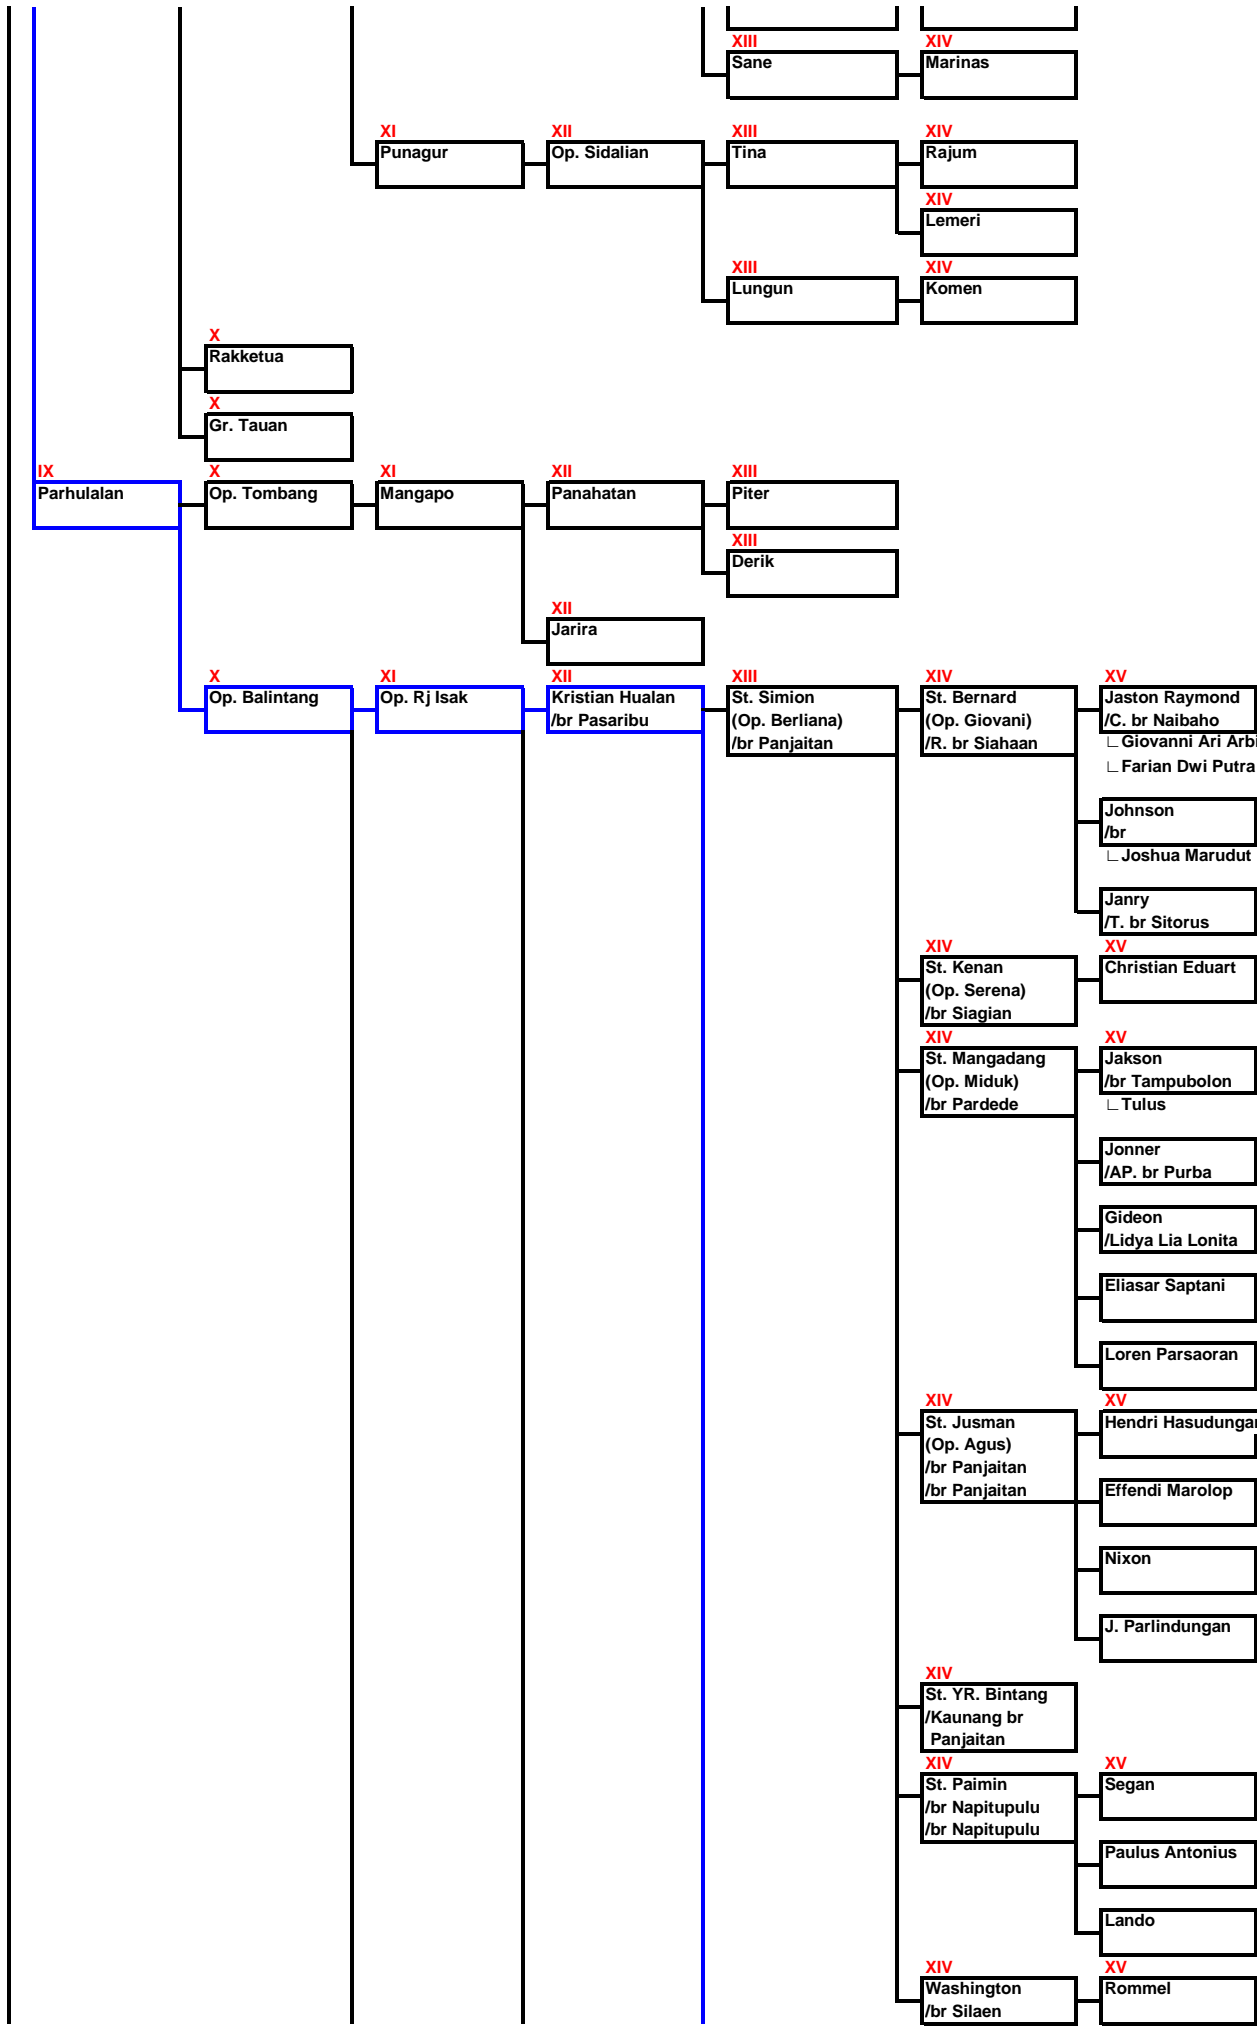 XIII XIV
Sane Marinas
XI XII XIII XIV
Punagur Op. Sidalian Tina Rajum
XIV
Lemeri
XIII XIV
Lungun Komen
X
Rakketua
X
Gr. Tauan
IX X XI XII XIII
Parhulalan Op. Tombang Mangapo Panahatan Piter
XIII
Derik
XII
Jarira
X XI XII XIII XIV XV
Op. Balintang Op. Rj Isak Kristian Hualan St. Simion St. Bernard Jaston Raymond
/br Pasaribu (Op. Berliana) (Op. Giovani) /C. br Naibaho
/br Panjaitan /R. br Siahaan ∟Giovanni Ari Arbi
∟Farian Dwi Putra
Johnson
/br
∟Joshua Marudut
Janry
/T. br Sitorus
XIV XV
St. Kenan Christian Eduart
(Op. Serena)
/br Siagian
XIV XV
St. Mangadang Jakson
(Op. Miduk) /br Tampubolon
/br Pardede ∟Tulus
Jonner
/AP. br Purba
Gideon
/Lidya Lia Lonita
Eliasar Saptani
Loren Parsaoran
XIV XV
St. Jusman Hendri Hasudungan
(Op. Agus)
/br Panjaitan
/br Panjaitan Effendi Marolop
Nixon
J. Parlindungan
XIV
St. YR. Bintang
/Kaunang br
Panjaitan
XIV XV
St. Paimin Segan
/br Napitupulu
/br Napitupulu
Paulus Antonius
Lando
XIV XV
Washington Rommel
/br Silaen